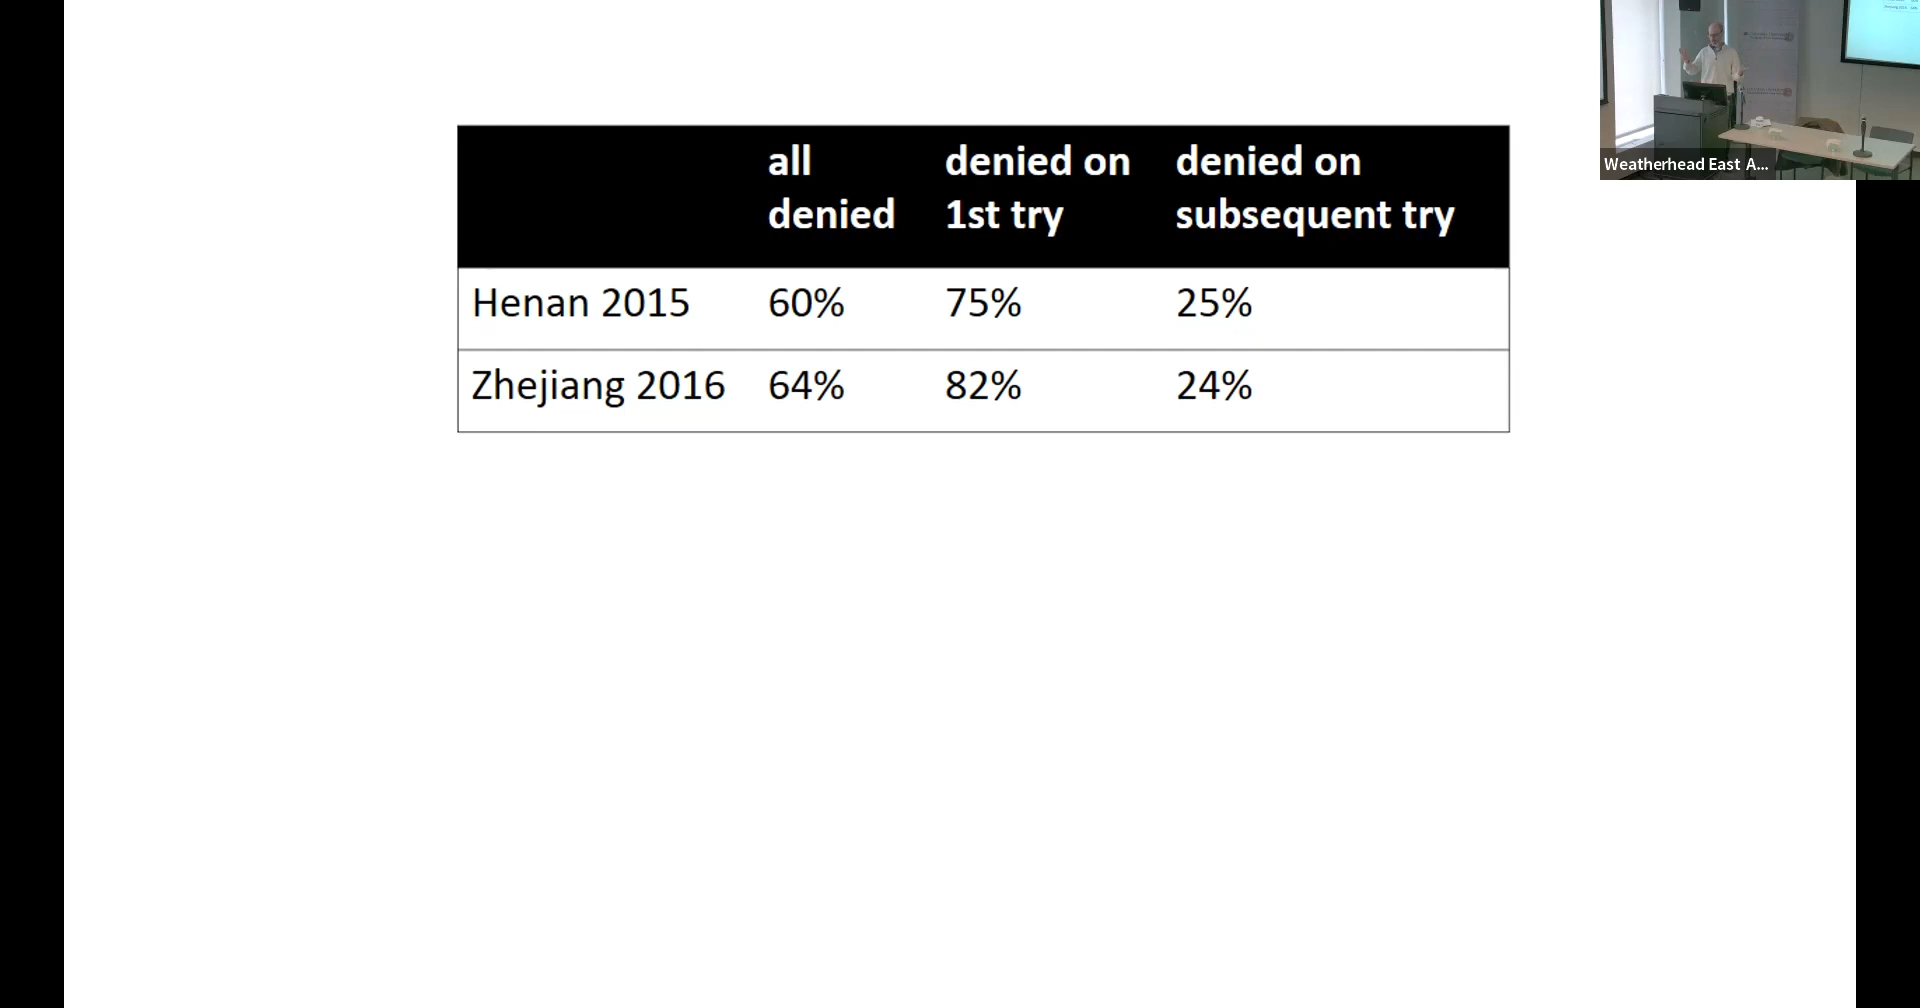 all
denied
denied on
1st try
denied on
subsequent try
Henan 2015 60% 75% 25%
Zhejiang 2016 64% 82% 24%
Weatherhead East A...